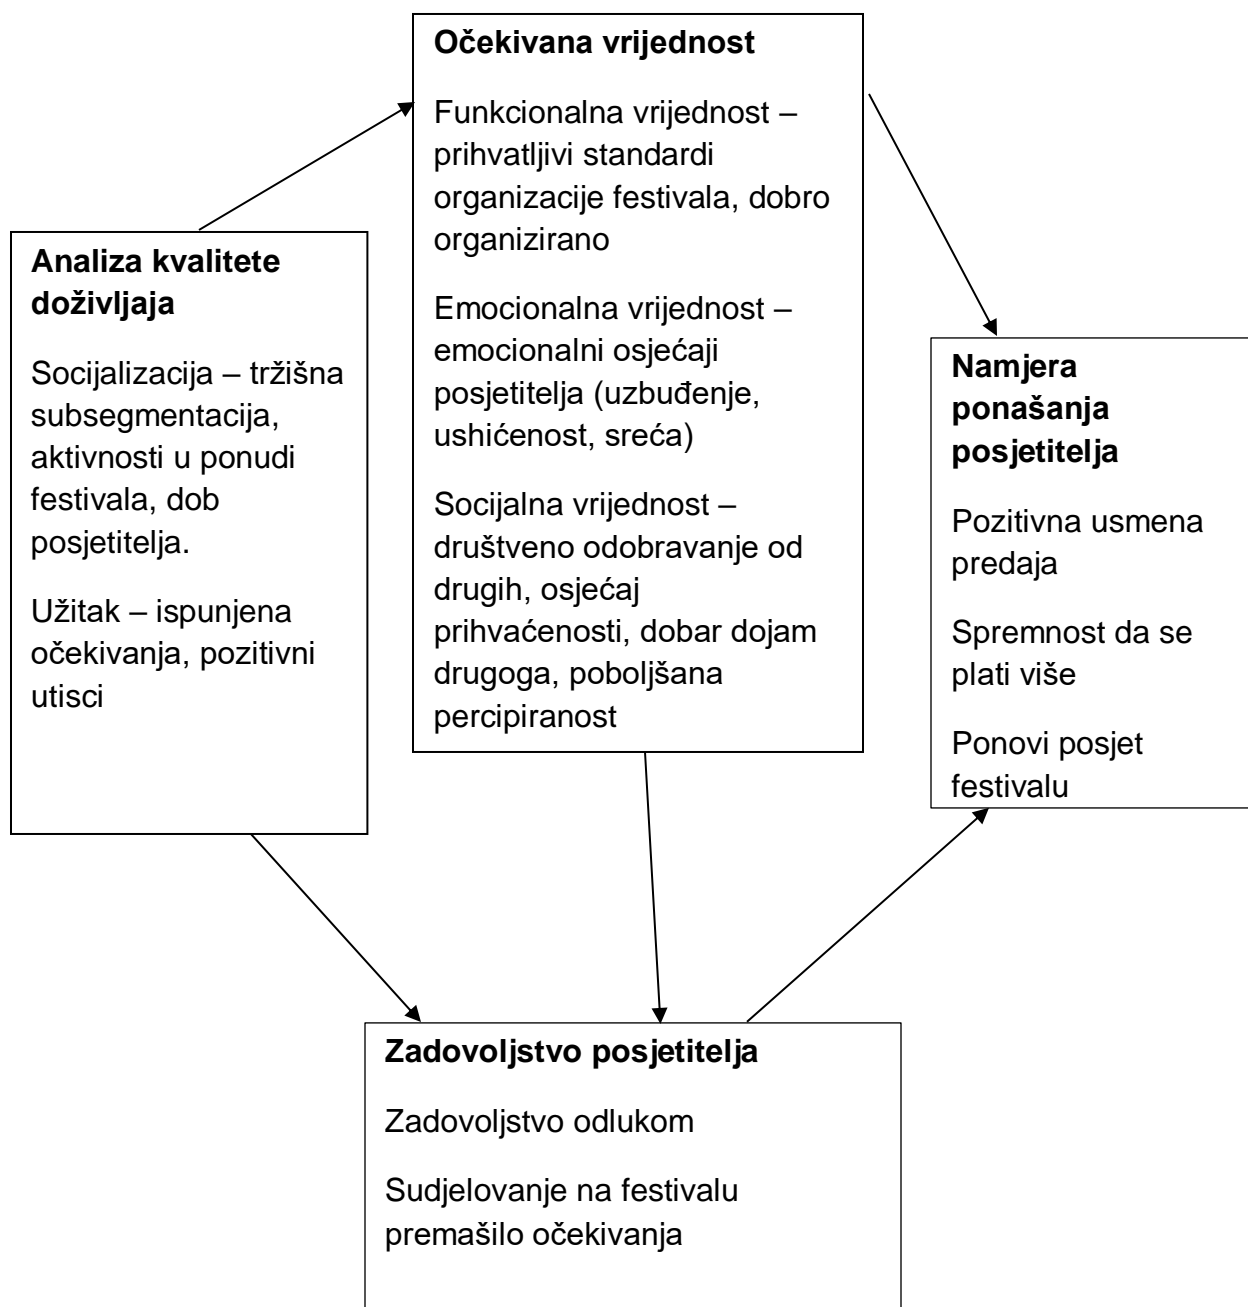 Očekivana vrijednost
Funkcionalna vrijednost –
prihvatljivi standardi
organizacije festivala, dobro
organizirano
Emocionalna vrijednost –
emocionalni osjećaji
posjetitelja (uzbuđenje,
ushićenost, sreća)
Socijalna vrijednost –
društveno odobravanje od
drugih, osjećaj
prihvaćenosti, dobar dojam
drugoga, poboljšana
percipiranost
Analiza kvalitete
doživljaja
Socijalizacija – tržišna
subsegmentacija,
aktivnosti u ponudi
festivala, dob
posjetitelja.
Užitak – ispunjena
očekivanja, pozitivni
utisci
Namjera
ponašanja
posjetitelja
Pozitivna usmena
predaja
Spremnost da se
plati više
Ponovi posjet
festivalu
Zadovoljstvo posjetitelja
Zadovoljstvo odlukom
Sudjelovanje na festivalu
premašilo očekivanja